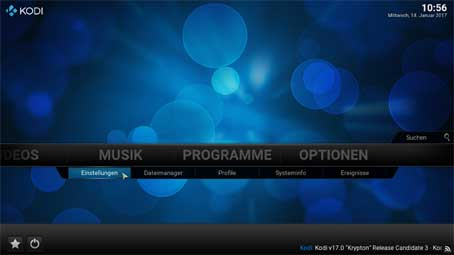 KODI
10:56
Mittwoch, 18. Januar 2017
Suchen
DEOS MUSIK PROGRAMME OPTIONEN
Einstellungen Dateimanager Profile Systeminfo Ereignisse
Kodi: Kodi v17.0 "Krypton" Release Candidate 3 - Ko